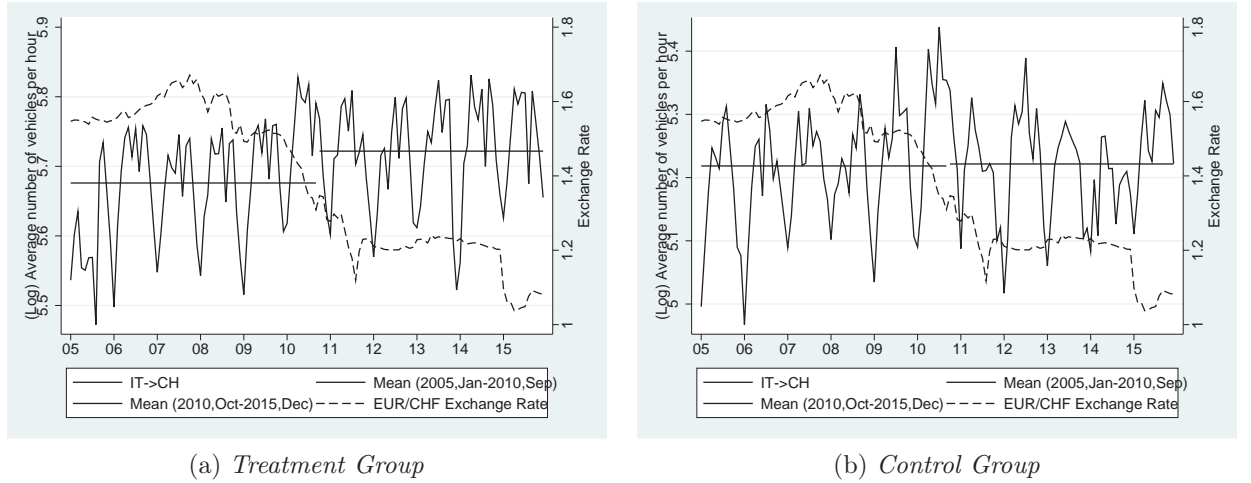 (Log) Average number of vehicles per hour
5.5 5.6 5.7 5.8 5.9
1 1.2 1.4 1.6 1.8
Exchange Rate
05 06 07 08 09 10 11 12 13 14 15
IT->CH Mean (2005,Jan-2010,Sep)
Mean (2010,Oct-2015,Dec) EUR/CHF Exchange Rate
(a) Treatment Group
(Log) Average number of vehicles per hour
5 5.1 5.2 5.3 5.4
1 1.2 1.4 1.6 1.8
Exchange Rate
05 06 07 08 09 10 11 12 13 14 15
IT->CH Mean (2005,Jan-2010,Sep)
Mean (2010,Oct-2015,Dec) EUR/CHF Exchange Rate
(b) Control Group